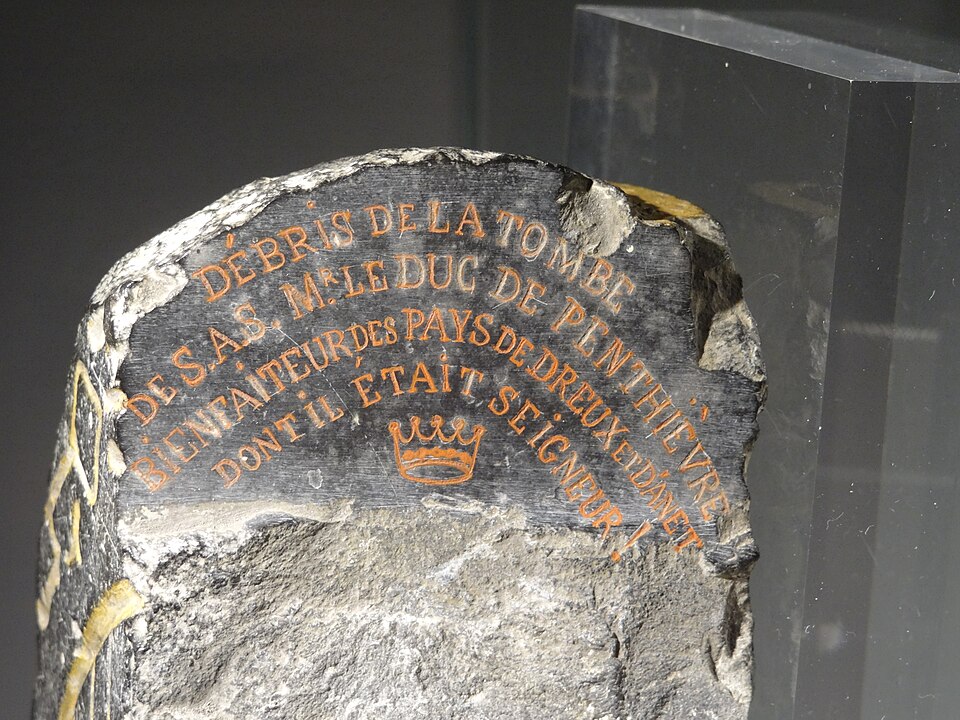 DÉBRIS DE LA TOMBE
DE S.A.S. MR. LE DUC DE PENTHIÈVRE
BIENFAITEUR DES PAYS DE DREUX ET D'ANET
DONT IL ÉTAIT SEIGNEUR!